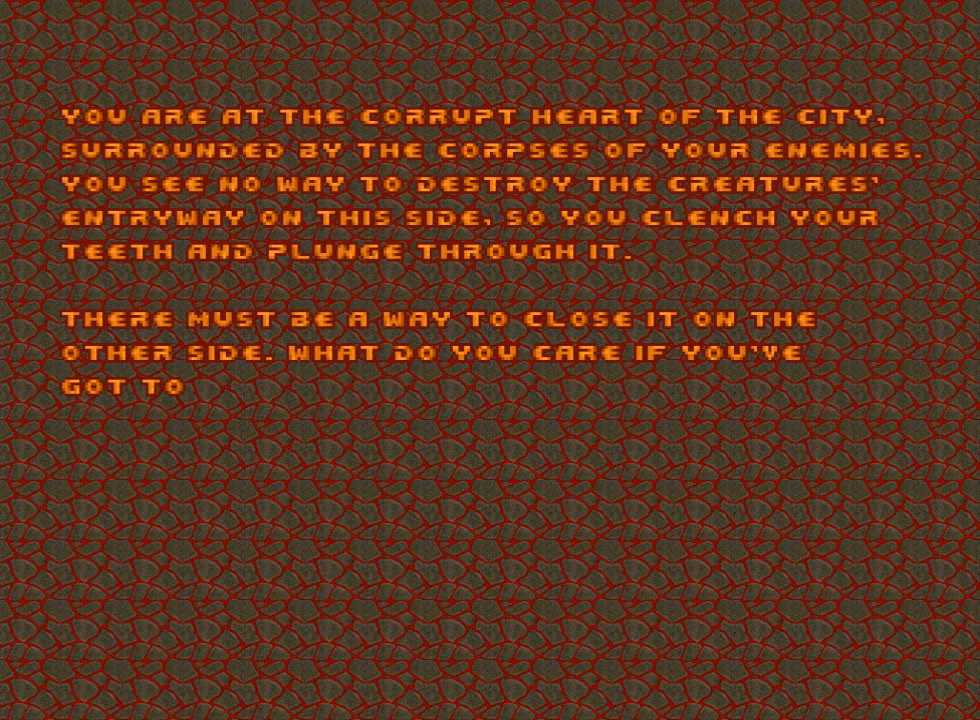 YOU ARE AT THE CORRUPT HEART OF THE CITY,
SURROUNDED BY THE CORPSES OF YOUR ENEMIES.
YOU SEE NO WAY TO DESTROY THE CREATURES'
ENTRYWAY ON THIS SIDE, SO YOU CLENCH YOUR
TEETH AND PLUNGE THROUGH IT.
THERE MUST BE A WAY TO CLOSE IT ON THE
OTHER SIDE. WHAT DO YOU CARE IF YOU'VE
GOT TO